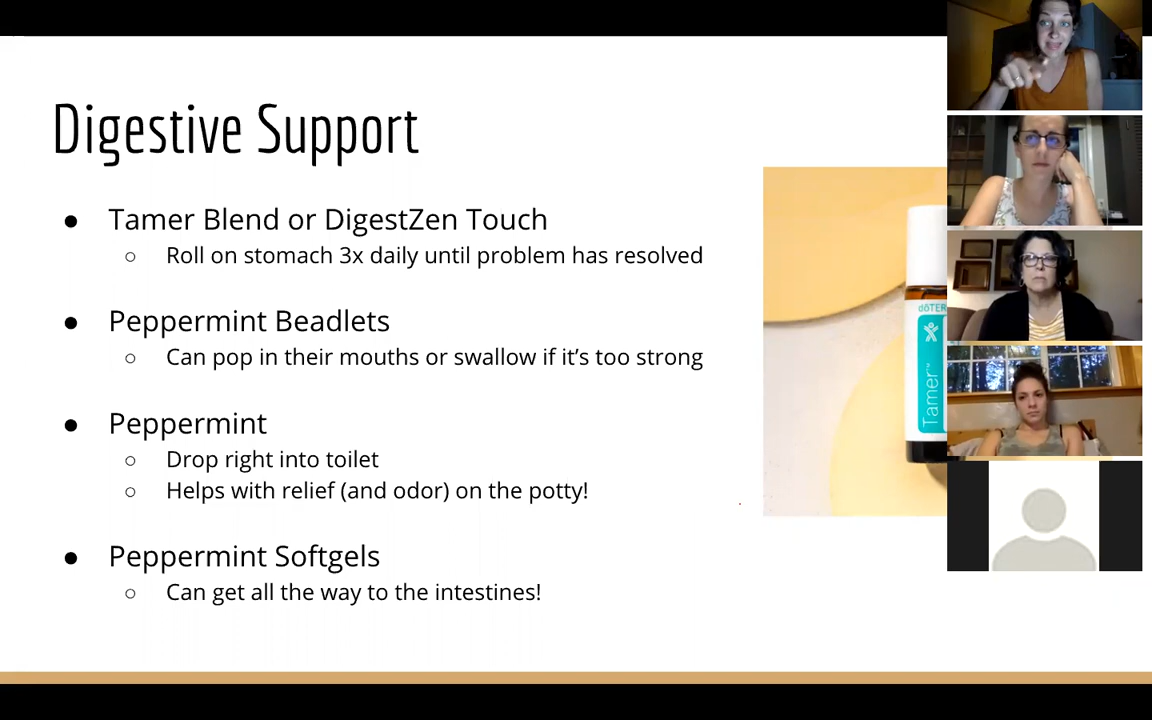 Digestive Support
● Tamer Blend or DigestZen Touch
○ Roll on stomach 3x daily until problem has resolved
● Peppermint Beadlets
○ Can pop in their mouths or swallow if it’s too strong
● Peppermint
○ Drop right into toilet
○ Helps with relief (and odor) on the potty!
● Peppermint Softgels
○ Can get all the way to the intestines!
dōTER
Tamer™